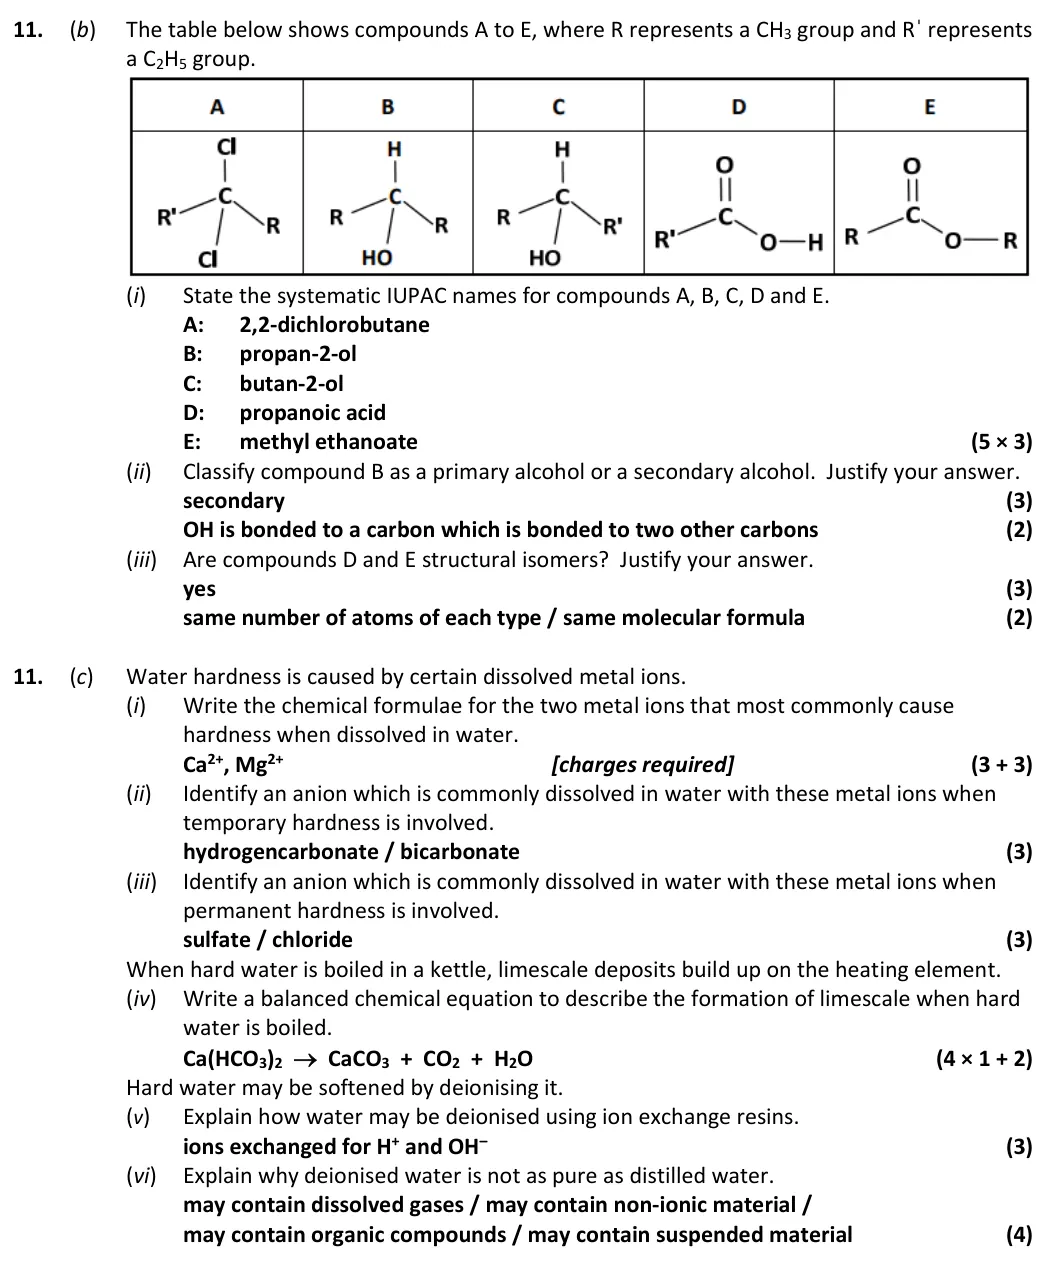 11. (b) The table below shows compounds A to E, where R represents a CH₃ group and Rˈ represents
a C₂H₅ group.
A B C D E
Cl H H O O
C C C C C
R' R R R R R' R' O—H R O—R
Cl HO HO
(i) State the systematic IUPAC names for compounds A, B, C, D and E.
A: 2,2-dichlorobutane
B: propan-2-ol
C: butan-2-ol
D: propanoic acid
E: methyl ethanoate (5 × 3)
(ii) Classify compound B as a primary alcohol or a secondary alcohol. Justify your answer.
secondary (3)
OH is bonded to a carbon which is bonded to two other carbons (2)
(iii) Are compounds D and E structural isomers? Justify your answer.
yes (3)
same number of atoms of each type / same molecular formula (2)
11. (c) Water hardness is caused by certain dissolved metal ions.
(i) Write the chemical formulae for the two metal ions that most commonly cause
hardness when dissolved in water.
Ca²⁺, Mg²⁺ [charges required] (3 + 3)
(ii) Identify an anion which is commonly dissolved in water with these metal ions when
temporary hardness is involved.
hydrogencarbonate / bicarbonate (3)
(iii) Identify an anion which is commonly dissolved in water with these metal ions when
permanent hardness is involved.
sulfate / chloride (3)
When hard water is boiled in a kettle, limescale deposits build up on the heating element.
(iv) Write a balanced chemical equation to describe the formation of limescale when hard
water is boiled.
Ca(HCO₃)₂ → CaCO₃ + CO₂ + H₂O (4 × 1 + 2)
Hard water may be softened by deionising it.
(v) Explain how water may be deionised using ion exchange resins.
ions exchanged for H⁺ and OH⁻ (3)
(vi) Explain why deionised water is not as pure as distilled water.
may contain dissolved gases / may contain non-ionic material /
may contain organic compounds / may contain suspended material (4)